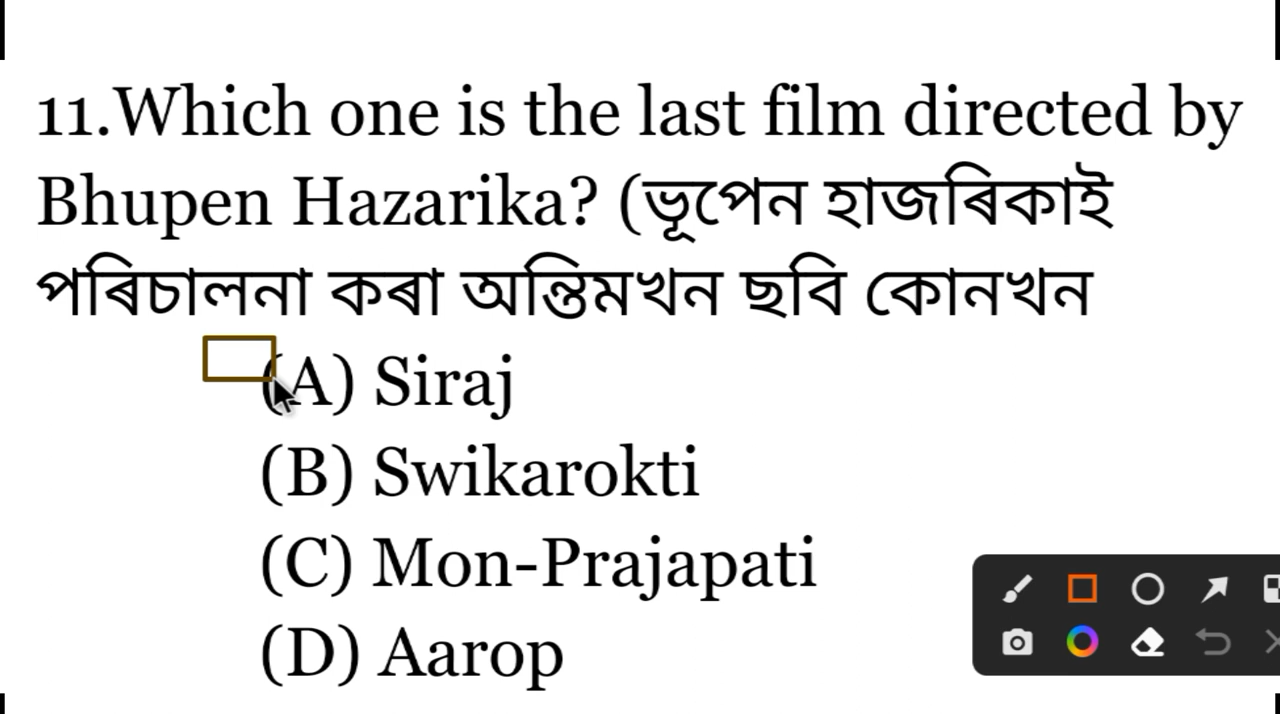 11.Which one is the last film directed by
Bhupen Hazarika? (ভূপেন হাজৰিকাই
পৰিচালনা কৰা অন্তিমখন ছবি কোনখন
(A) Siraj
(B) Swikarokti
(C) Mon-Prajapati
(D) Aarop